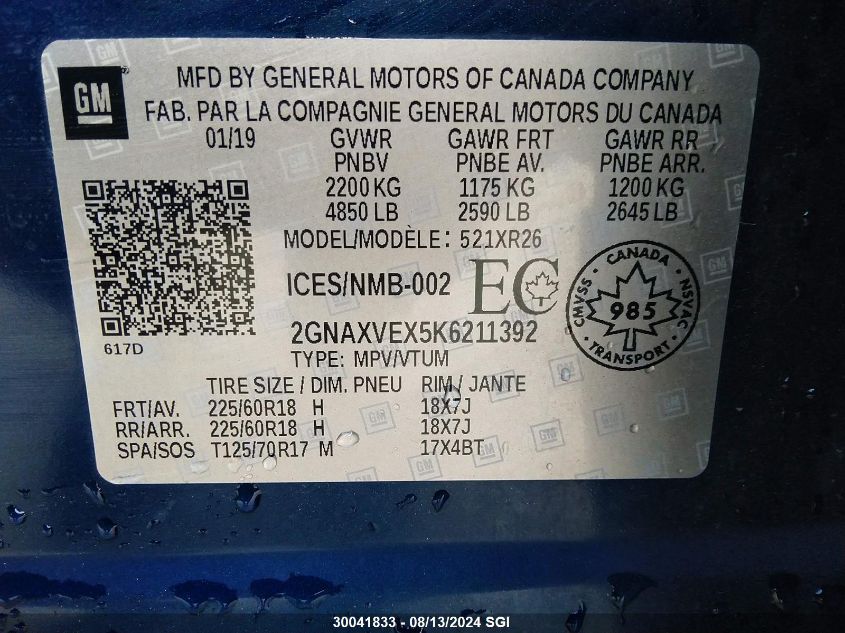 GM
MFD BY GENERAL MOTORS OF CANADA COMPANY
FAB. PAR LA COMPAGNIE GENERAL MOTORS DU CANADA
01/19 GVWR GAWR FRT GAWR RR
PNBV PNBE AV. PNBE ARR.
2200 KG 1175 KG 1200 KG
4850 LB 2590 LB 2645 LB
MODEL/MODÈLE: 521XR26
ICES/NMB-002 EC
CANADA
CMVSS 985 NSVAC
TRANSPORT
617D
2GNAXVEX5K6211392
TYPE: MPV/VTUM
TIRE SIZE / DIM. PNEU RIM / JANTE
FRT/AV. 225/60R18 H 18X7J
RR/ARR. 225/60R18 H 18X7J
SPA/SOS T125/70R17 M 17X4BT
30041833 - 08/13/2024 SGI